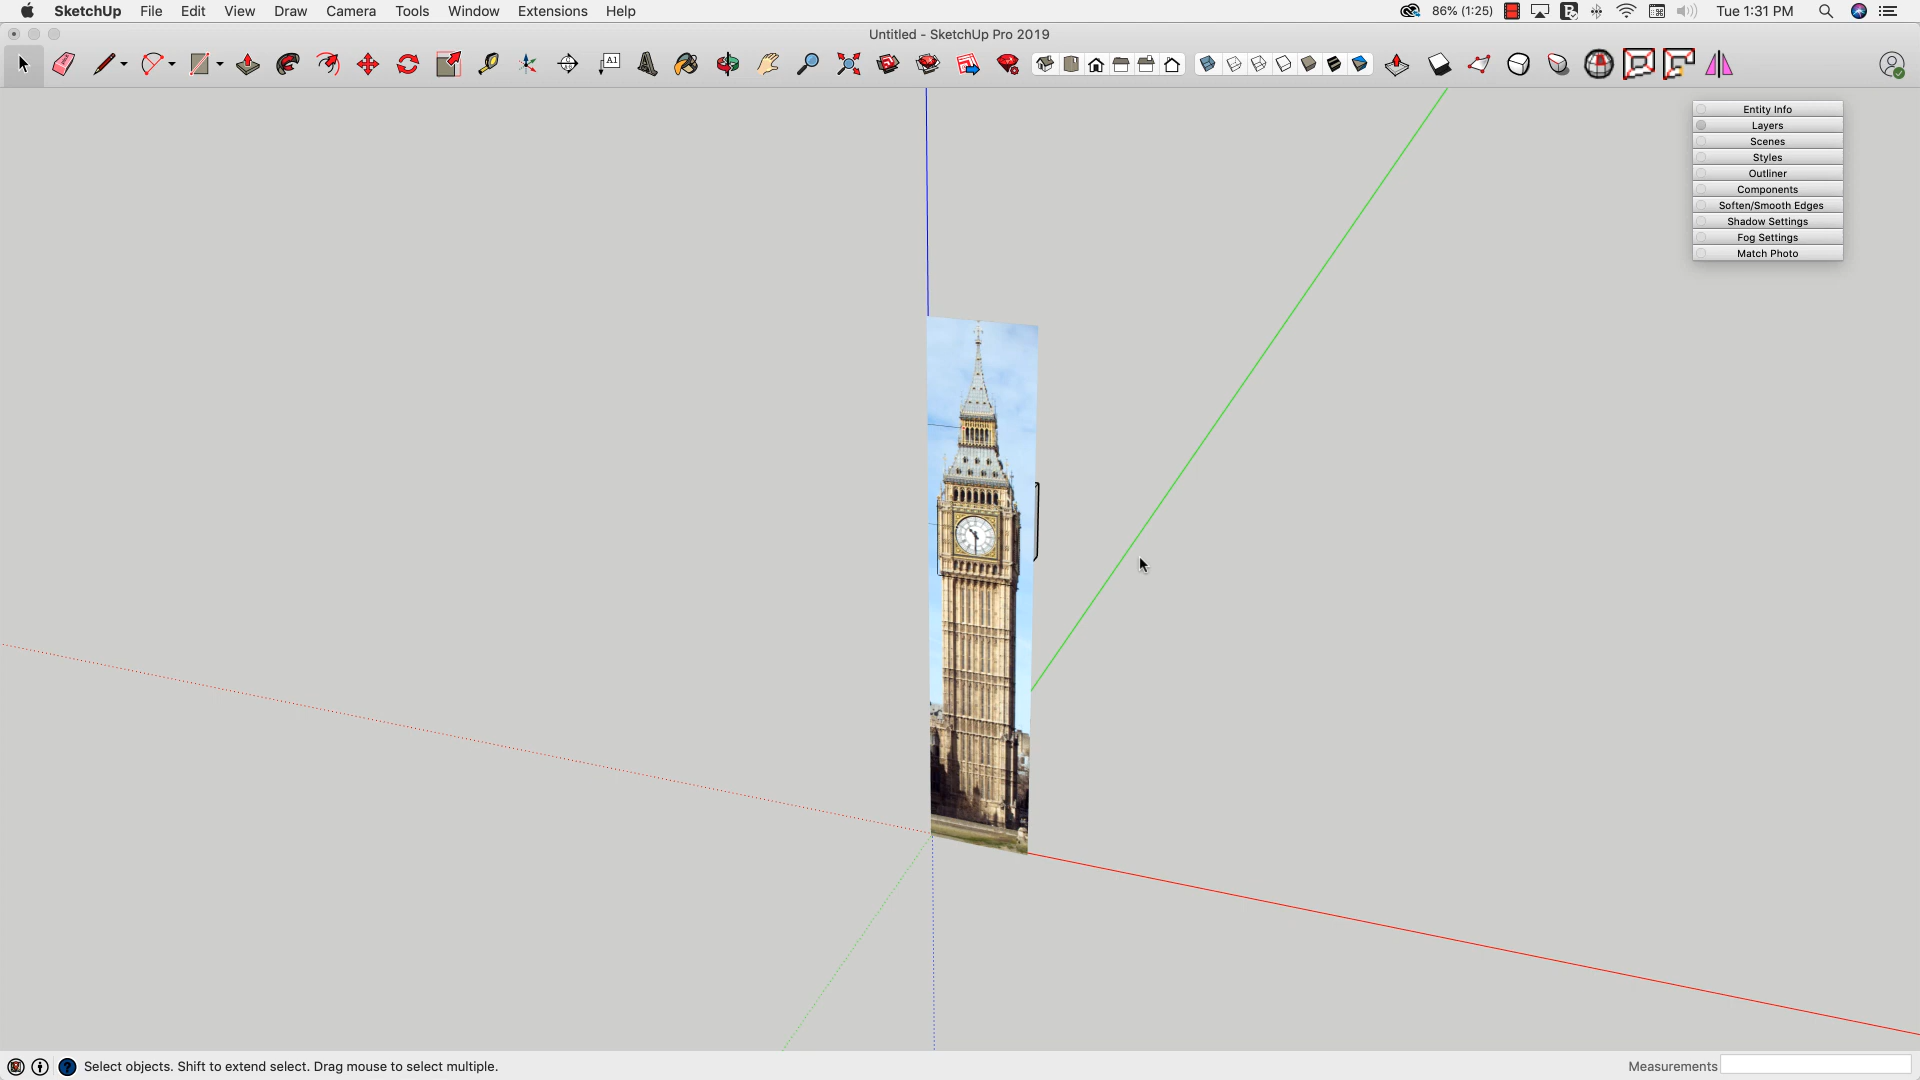 SketchUp File Edit View Draw Camera Tools Window Extensions Help 86% (1:25) Tue 1:31 PM
Untitled - SketchUp Pro 2019
A1
Entity Info
Layers
Scenes
Styles
Outliner
Components
Soften/Smooth Edges
Shadow Settings
Fog Settings
Match Photo
Select objects. Shift to extend select. Drag mouse to select multiple.
Measurements